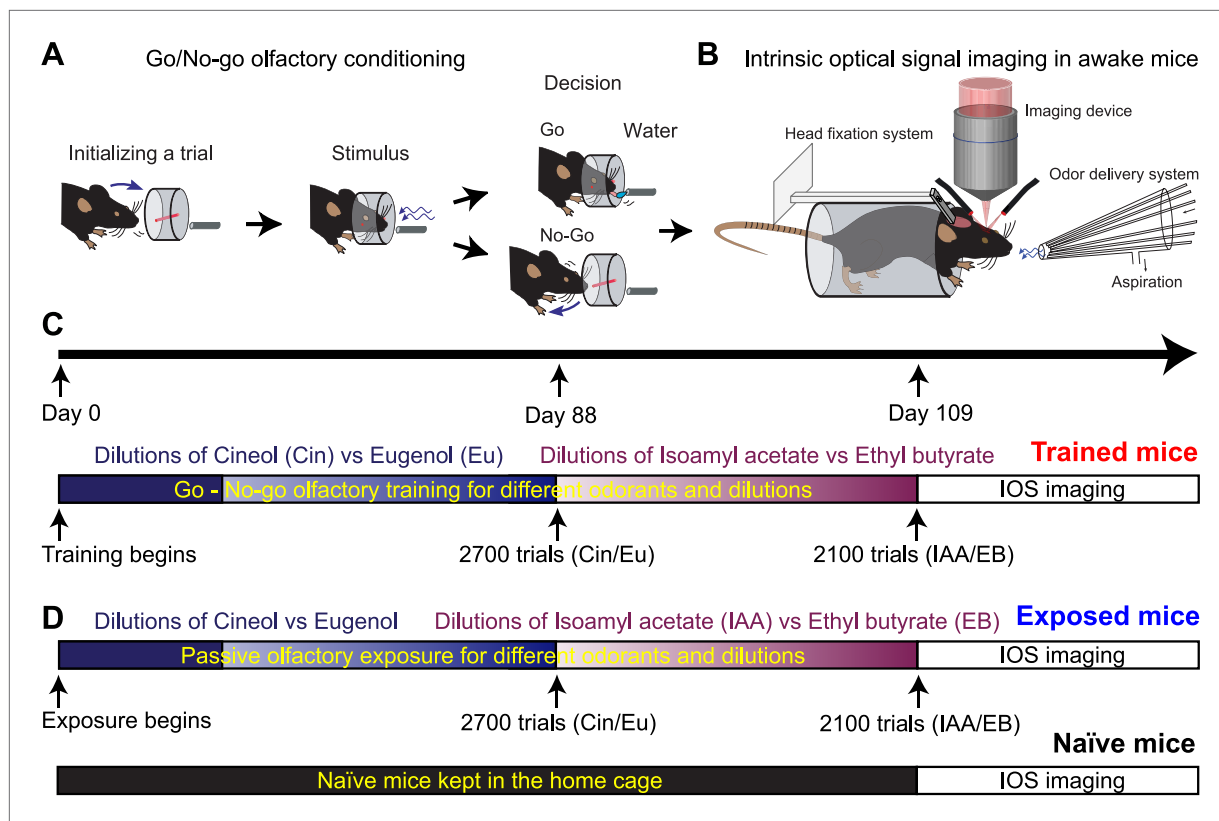 A
Go/No-go olfactory conditioning
Initializing a trial
Stimulus
Decision
Go
Water
No-Go
B
Intrinsic optical signal imaging in awake mice
Imaging device
Head fixation system
Odor delivery system
Aspiration
C
Day 0
Day 88
Day 109
Dilutions of Cineol (Cin) vs Eugenol (Eu)
Dilutions of Isoamyl acetate vs Ethyl butyrate
Trained mice
Go - No-go olfactory training for different odorants and dilutions
IOS imaging
Training begins
2700 trials (Cin/Eu)
2100 trials (IAA/EB)
D
Dilutions of Cineol vs Eugenol
Dilutions of Isoamyl acetate (IAA) vs Ethyl butyrate (EB)
Exposed mice
Passive olfactory exposure for different odorants and dilutions
IOS imaging
Exposure begins
2700 trials (Cin/Eu)
2100 trials (IAA/EB)
Naïve mice
Naïve mice kept in the home cage
IOS imaging